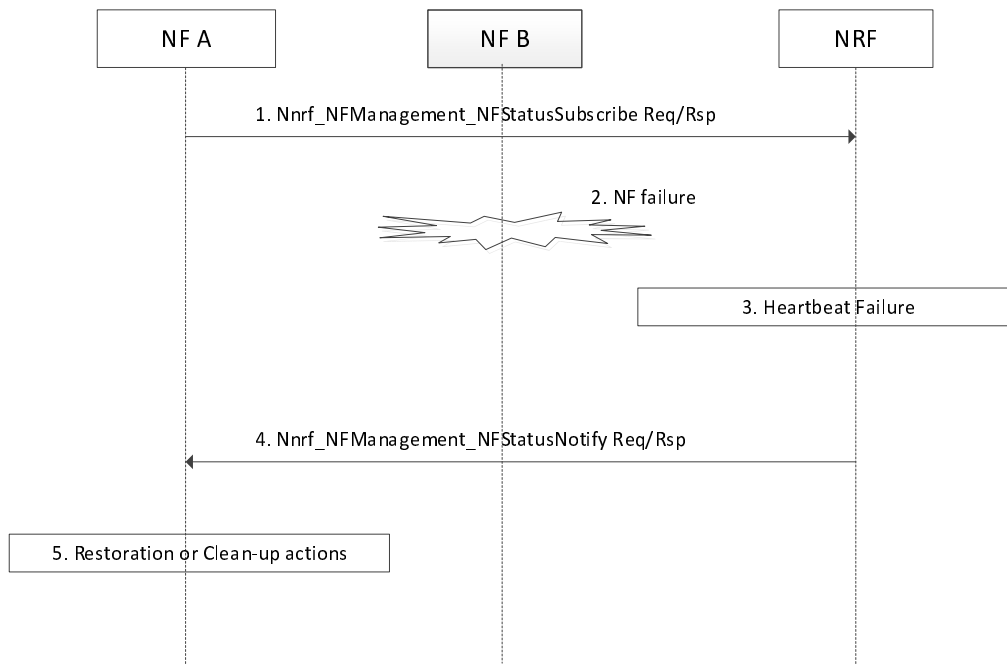 NF A
NF B
NRF
1. Nnrf_NFManagement_NFStatusSubscribe Req/Rsp
2. NF failure
3. Heartbeat Failure
4. Nnrf_NFManagement_NFStatusNotify Req/Rsp
5. Restoration or Clean-up actions